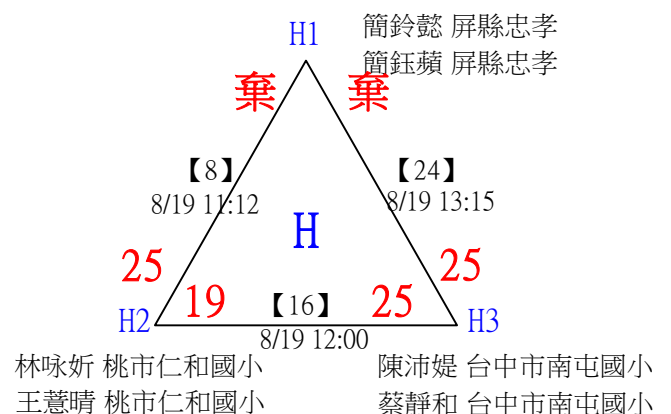 H1
簡鈴懿 屏縣忠孝
簡鈺蘋 屏縣忠孝
棄 棄
【8】 【24】
8/19 11:12 8/19 13:15
H
25 25
19 【16】 25
H2 H3
8/19 12:00
林咏妡 桃市仁和國小 陳沛媞 台中市南屯國小
王薏晴 桃市仁和國小 蔡靜和 台中市南屯國小